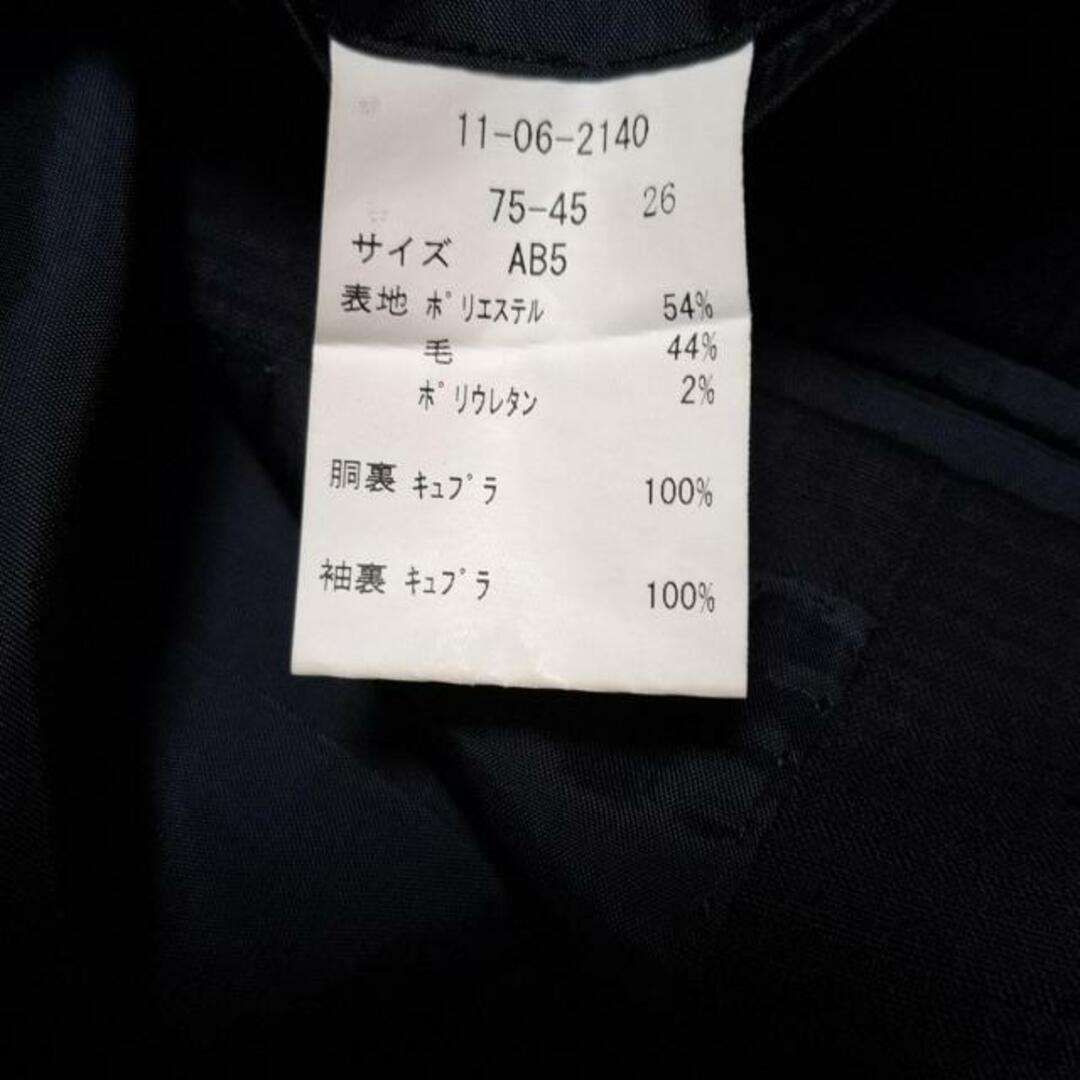 11-06-2140
75-45 26
サイズ AB5
表地 ポリエステル 54%
毛 44%
ポリウレタン 2%
胴裏 キュプラ 100%
袖裏 キュプラ 100%